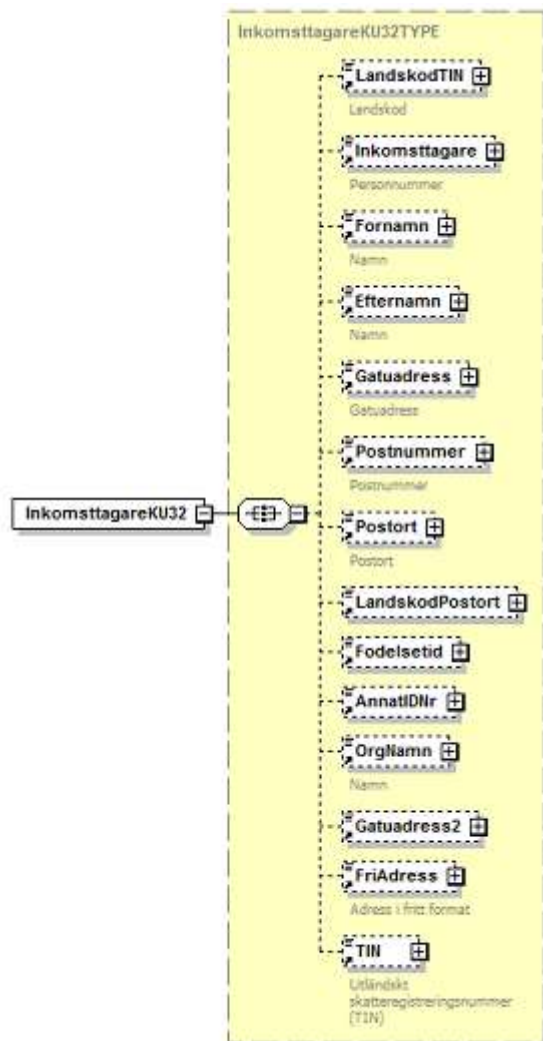 InkomsttagareKU32TYPE
LandskodTIN
Landskod
Inkomsttagare
Personnummer
Fornamn
Namn
Efternamn
Namn
Gatuadress
Gatuadress
Postnummer
Postnummer
InkomsttagareKU32
Postort
Postort
LandskodPostort
Fodelsetid
AnnatIDNr
OrgNamn
Namn
Gatuadress2
FriAdress
Adress i fritt format
TIN
Utländskt
skatteregistreringsnummer
(TIN)